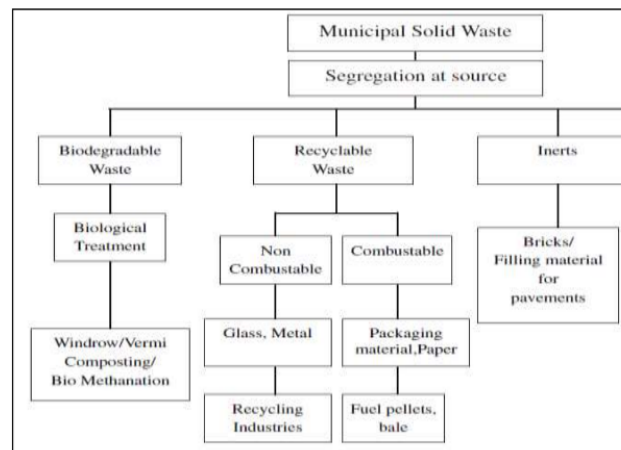 Municipal Solid Waste
Segregation at source
Biodegradable
Waste
Recyclable
Waste
Inerts
Biological
Treatment
Non
Combustable
Combustable
Bricks/
Filling material
for
pavements
Windrow/Vermi
Composting/
Bio Methanation
Glass, Metal
Packaging
material,Paper
Recycling
Industries
Fuel pellets,
bale